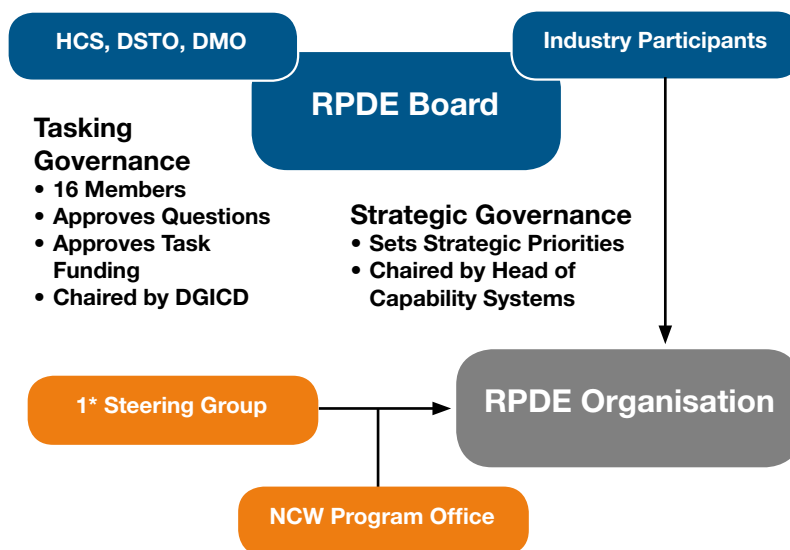 HCS, DSTO, DMO
Industry Participants
RPDE Board
Tasking
Governance
• 16 Members
• Approves Questions
• Approves Task
Funding
• Chaired by DGICD
Strategic Governance
• Sets Strategic Priorities
• Chaired by Head of
Capability Systems
1* Steering Group
RPDE Organisation
NCW Program Office